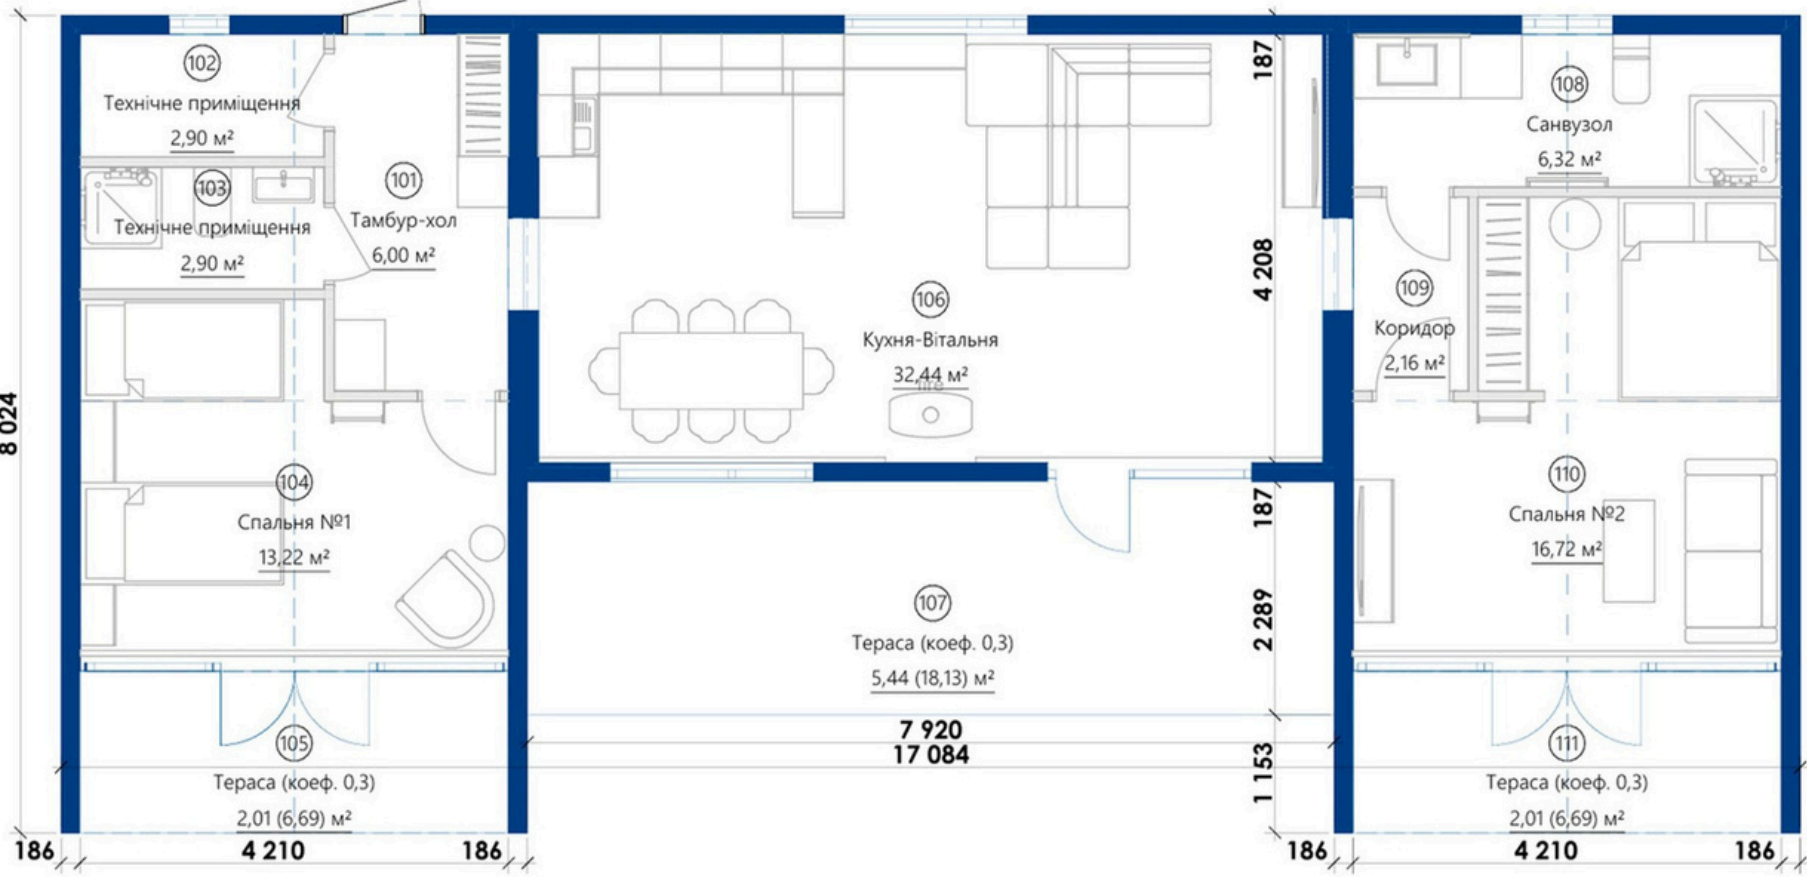 102
Технічне приміщення
2,90 м²
103
Технічне приміщення
2,90 м²
101
Тамбур-хол
6,00 м²
104
Спальня №1
13,22 м²
105
Тераса (коеф. 0,3)
2,01 (6,69) м²
106
Кухня-Вітальня
32,44 м²
fire
107
Тераса (коеф. 0,3)
5,44 (18,13) м²
7 920
17 084
108
Санвузол
6,32 м²
109
Коридор
2,16 м²
110
Спальня №2
16,72 м²
111
Тераса (коеф. 0,3)
2,01 (6,69) м²
187
4 208
187
2 289
1 153
8 024
186
4 210
186
186
4 210
186